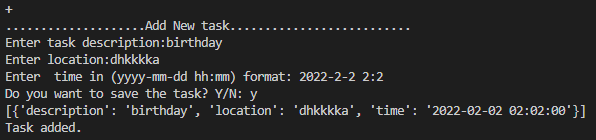 +
....................Add New task..........................
Enter task description:birthday
Enter location:dhkkkka
Enter  time in (yyyy-mm-dd hh:mm) format: 2022-2-2 2:2
Do you want to save the task? Y/N: y
[{'description': 'birthday', 'location': 'dhkkkka', 'time': '2022-02-02 02:02:00'}]
Task added.